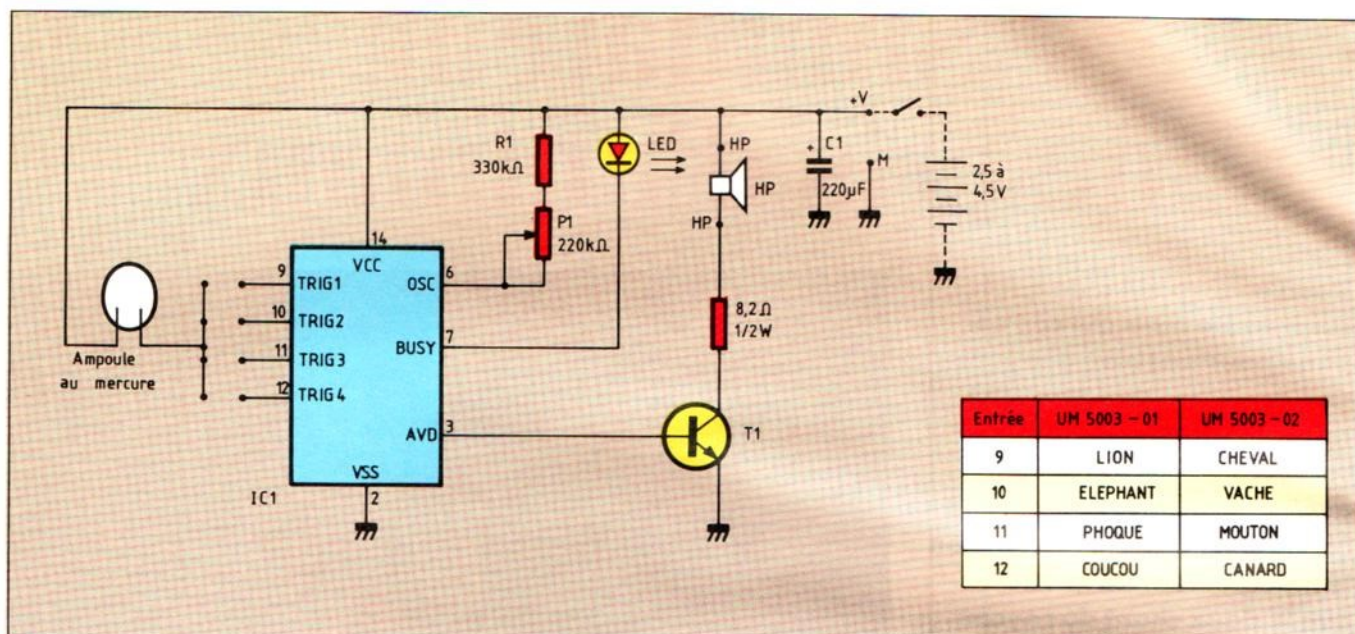 +V
R1
330kΩ
LED
HP
C1
+
220µF
M
2,5 à
4,5V
HP
HP
P1
220kΩ
14
VCC
9
TRIG1
6
OSC
10
TRIG2
8,2Ω
1/2W
7
BUSY
11
TRIG3
Ampoule
au mercure
12
TRIG4
3
AVD
T1
VSS
2
IC1
Entrée UM 5003-01 UM 5003-02
9 LION CHEVAL
10 ELEPHANT VACHE
11 PHOQUE MOUTON
12 COUCOU CANARD